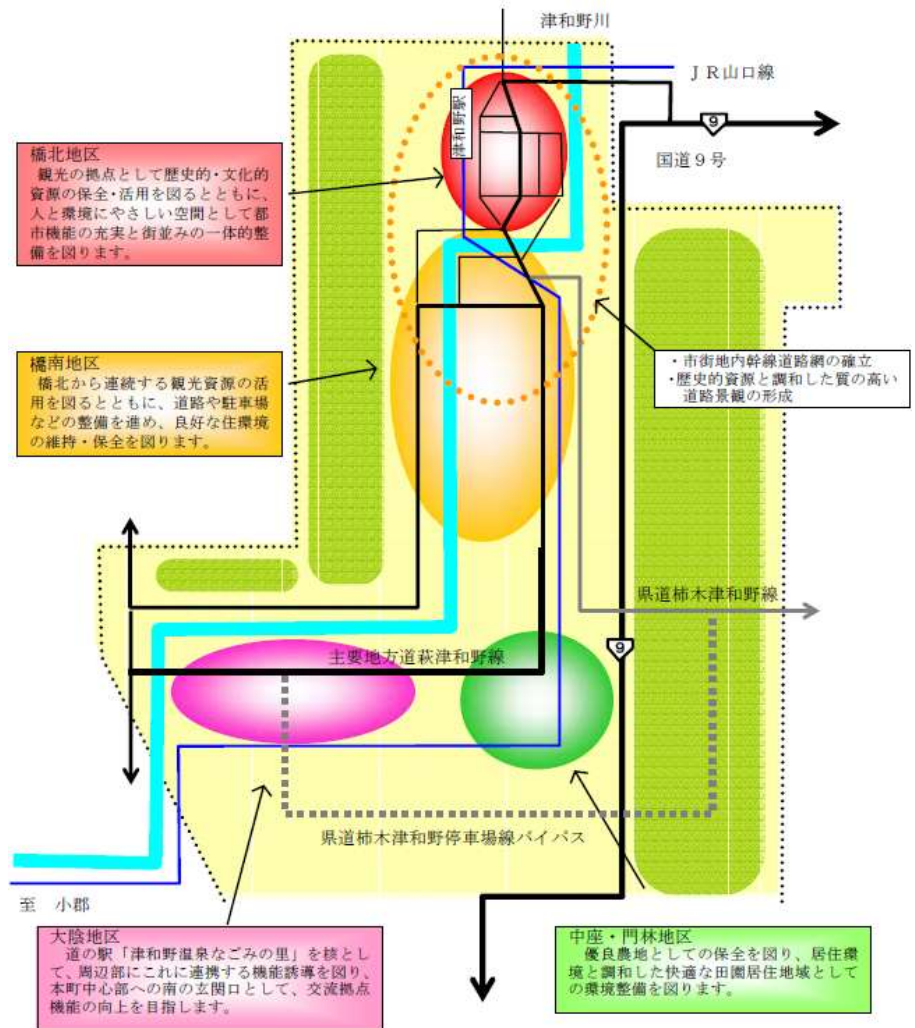 津和野川
JR山口線
津和野駅
9
国道9号
橋北地区
観光の拠点として歴史的・文化的
資源の保全・活用を図るとともに、
人と環境にやさしい空間として都
市機能の充実と街並みの一体的整
備を図ります。
・市街地内幹線道路網の確立
・歴史的資源と調和した質の高い
道路景観の形成
橋南地区
橋北から連続する観光資源の活
用を図るとともに、道路や駐車場
などの整備を進め、良好な住環境
の維持・保全を図ります。
県道柿木津和野線
9
主要地方道萩津和野線
県道柿木津和野停車場線バイパス
至 小郡
大陰地区
道の駅「津和野温泉なごみの里」を核と
して、周辺部にこれに連携する機能誘導を図り、
本町中心部への南の玄関口として、交流拠点
機能の向上を目指します。
中座・門林地区
優良農地としての保全を図り、居住環
境と調和した快適な田園居住地域として
の環境整備を図ります。